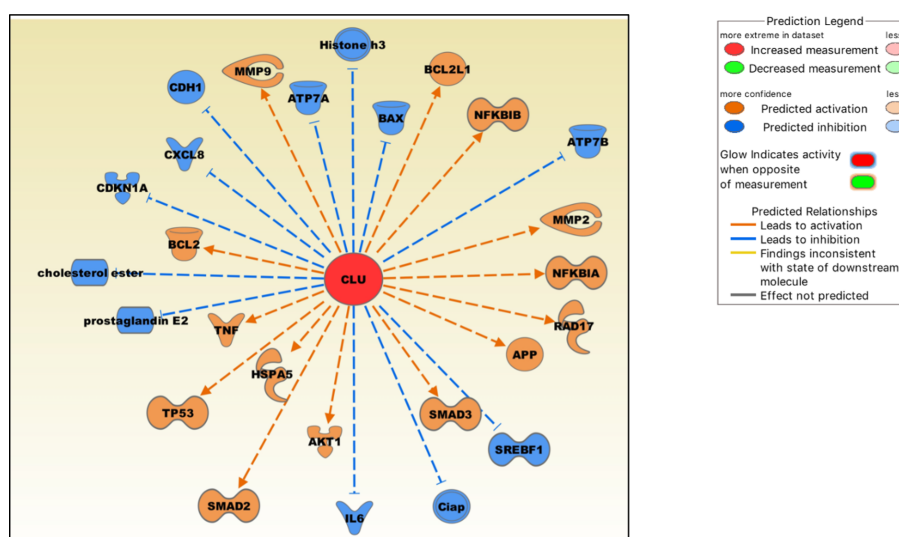 Histone h3
MMP9
BCL2L1
CDH1
ATP7A
BAX
NFKBIB
ATP7B
CXCL8
CDKN1A
MMP2
BCL2
cholesterol ester
CLU
NFKBIA
prostaglandin E2
TNF
RAD17
APP
HSPA5
TP53
SMAD3
AKT1
SREBF1
SMAD2
IL6
Ciap
Prediction Legend
more extreme in dataset
Increased measurement
Decreased measurement
more confidence
Predicted activation
Predicted inhibition
Glow Indicates activity
when opposite
of measurement
Predicted Relationships
Leads to activation
Leads to inhibition
Findings inconsistent
with state of downstream
molecule
Effect not predicted